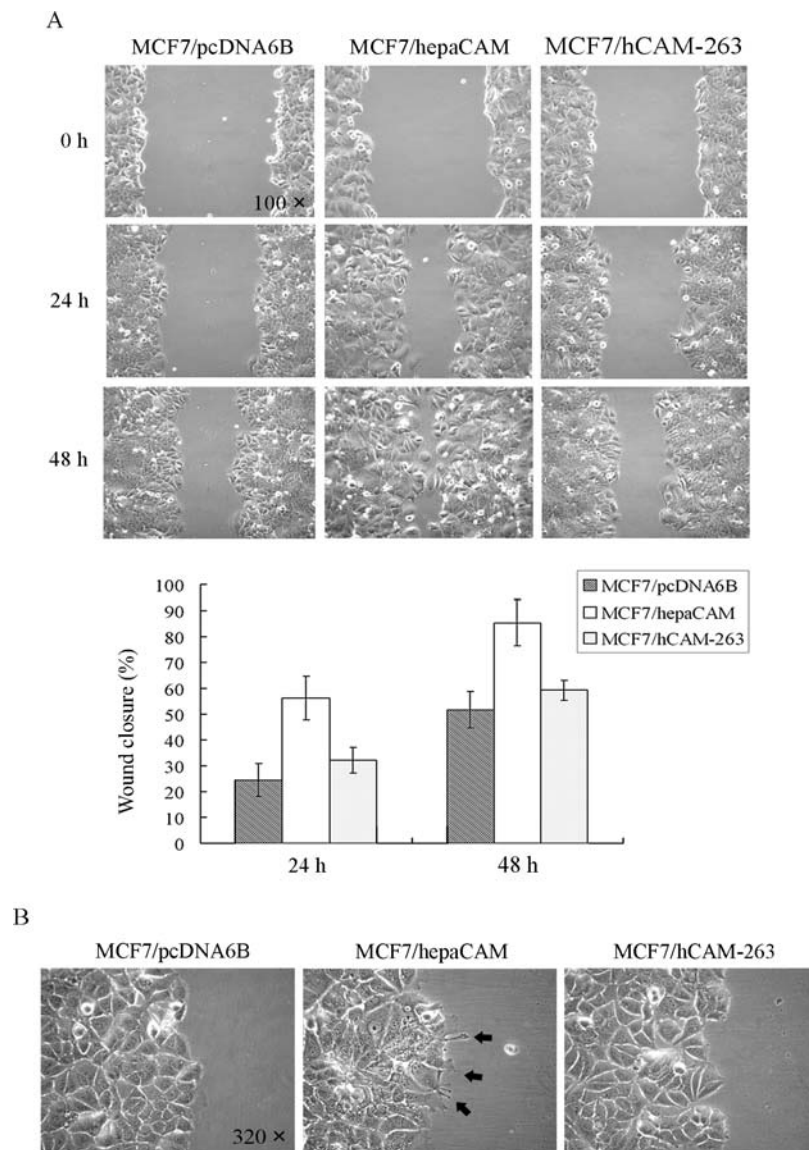 A
MCF7/pcDNA6B MCF7/hepaCAM MCF7/hCAM-263
0 h
100 ×
24 h
48 h
100
90
80
70
60
50
40
30
20
10
0
Wound closure (%)
MCF7/pcDNA6B
MCF7/hepaCAM
MCF7/hCAM-263
24 h 48 h
B
MCF7/pcDNA6B MCF7/hepaCAM MCF7/hCAM-263
320 ×